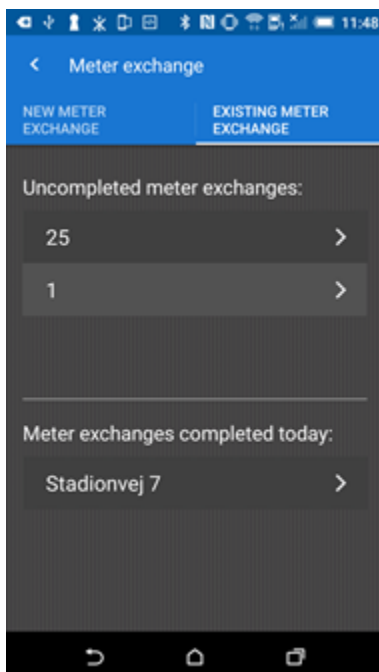 11:48
Meter exchange
NEW METER
EXCHANGE
EXISTING METER
EXCHANGE
Uncompleted meter exchanges:
25
1
Meter exchanges completed today:
Stadionvej 7